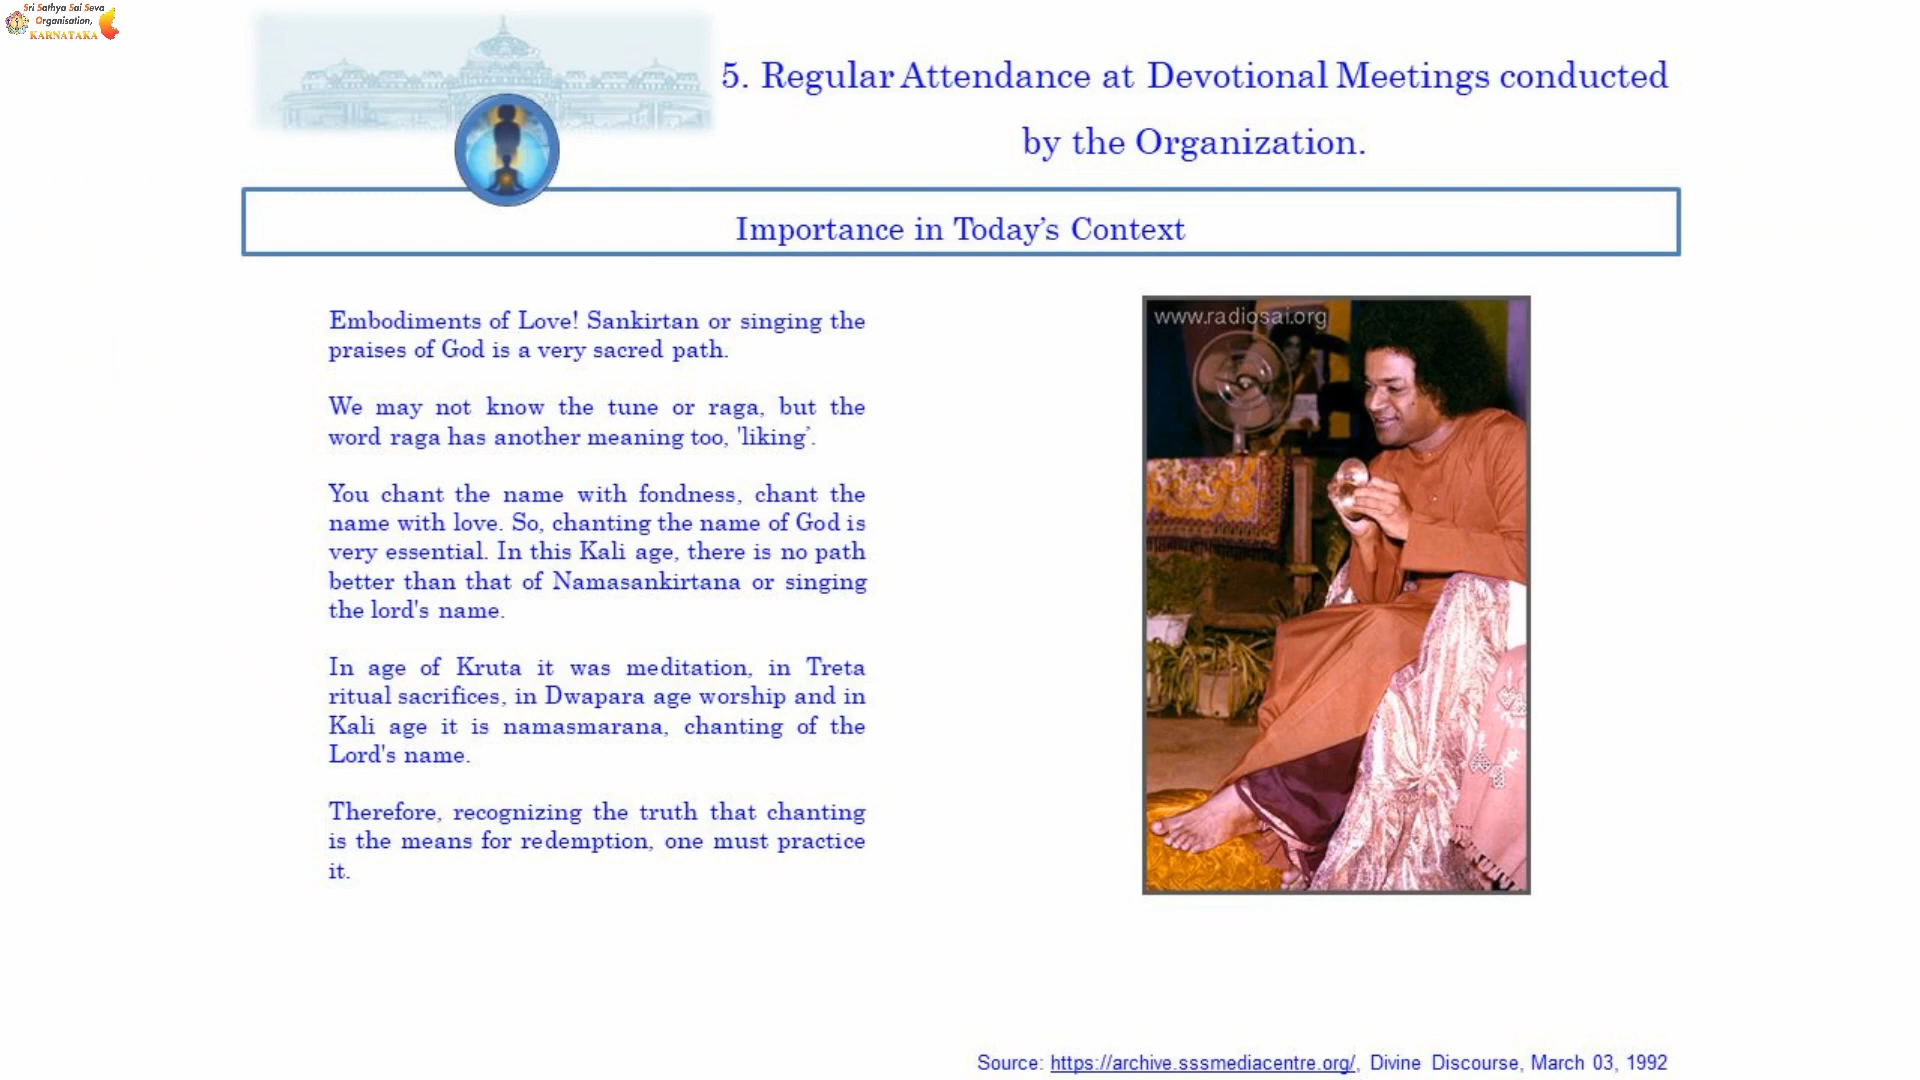 Sri Sathya Sai Seva
Organisation,
KARNATAKA
5. Regular Attendance at Devotional Meetings conducted
by the Organization.
Importance in Today’s Context
Embodiments of Love! Sankirtan or singing the
praises of God is a very sacred path.
We may not know the tune or raga, but the
word raga has another meaning too, 'liking’.
You chant the name with fondness, chant the
name with love. So, chanting the name of God is
very essential. In this Kali age, there is no path
better than that of Namasankirtana or singing
the lord's name.
In age of Kruta it was meditation, in Treta
ritual sacrifices, in Dwapara age worship and in
Kali age it is namasmarana, chanting of the
Lord's name.
Therefore, recognizing the truth that chanting
is the means for redemption, one must practice
it.
www.radiosai.org
Source: https://archive.sssmediacentre.org/, Divine Discourse, March 03, 1992